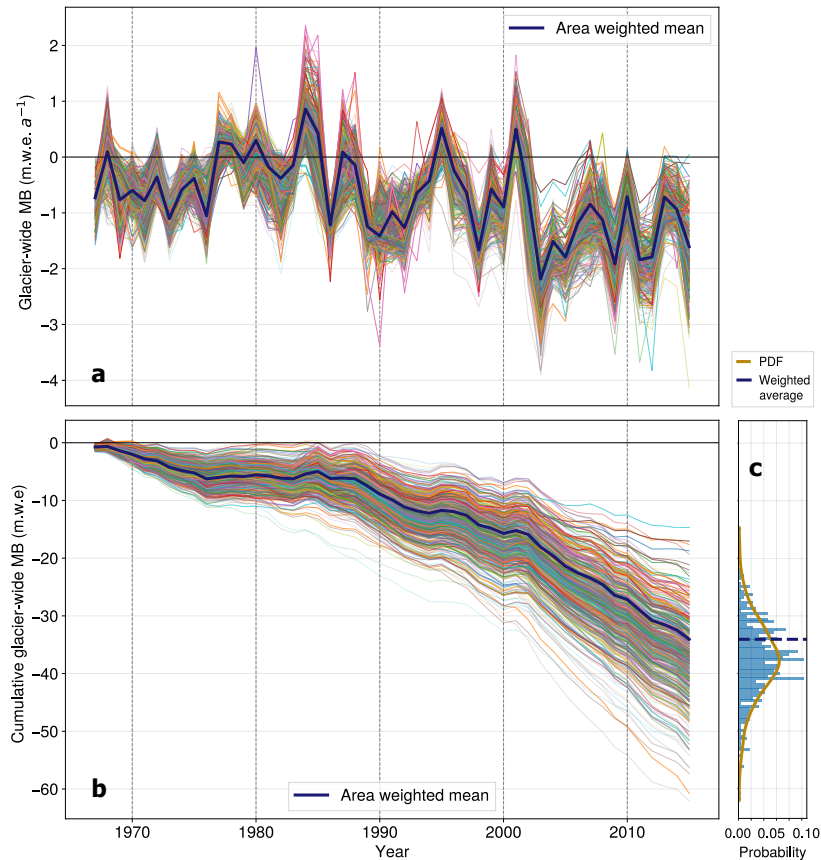 Area weighted mean
Glacier-wide MB (m.w.e. a⁻¹)
2
1
0
−1
−2
−3
−4
a
PDF
Weighted
average
Cumulative glacier-wide MB (m.w.e)
0
−10
−20
−30
−40
−50
−60
b
Area weighted mean
1970
1980
1990
2000
2010
Year
c
0.00 0.05 0.10
Probability